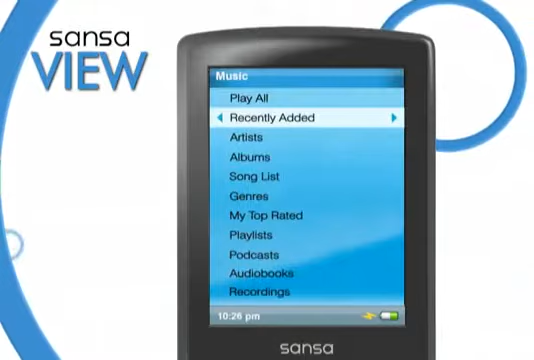 sansa
VIEW
Music
Play All
Recently Added
Artists
Albums
Song List
Genres
My Top Rated
Playlists
Podcasts
Audiobooks
Recordings
10:26 pm
sansa